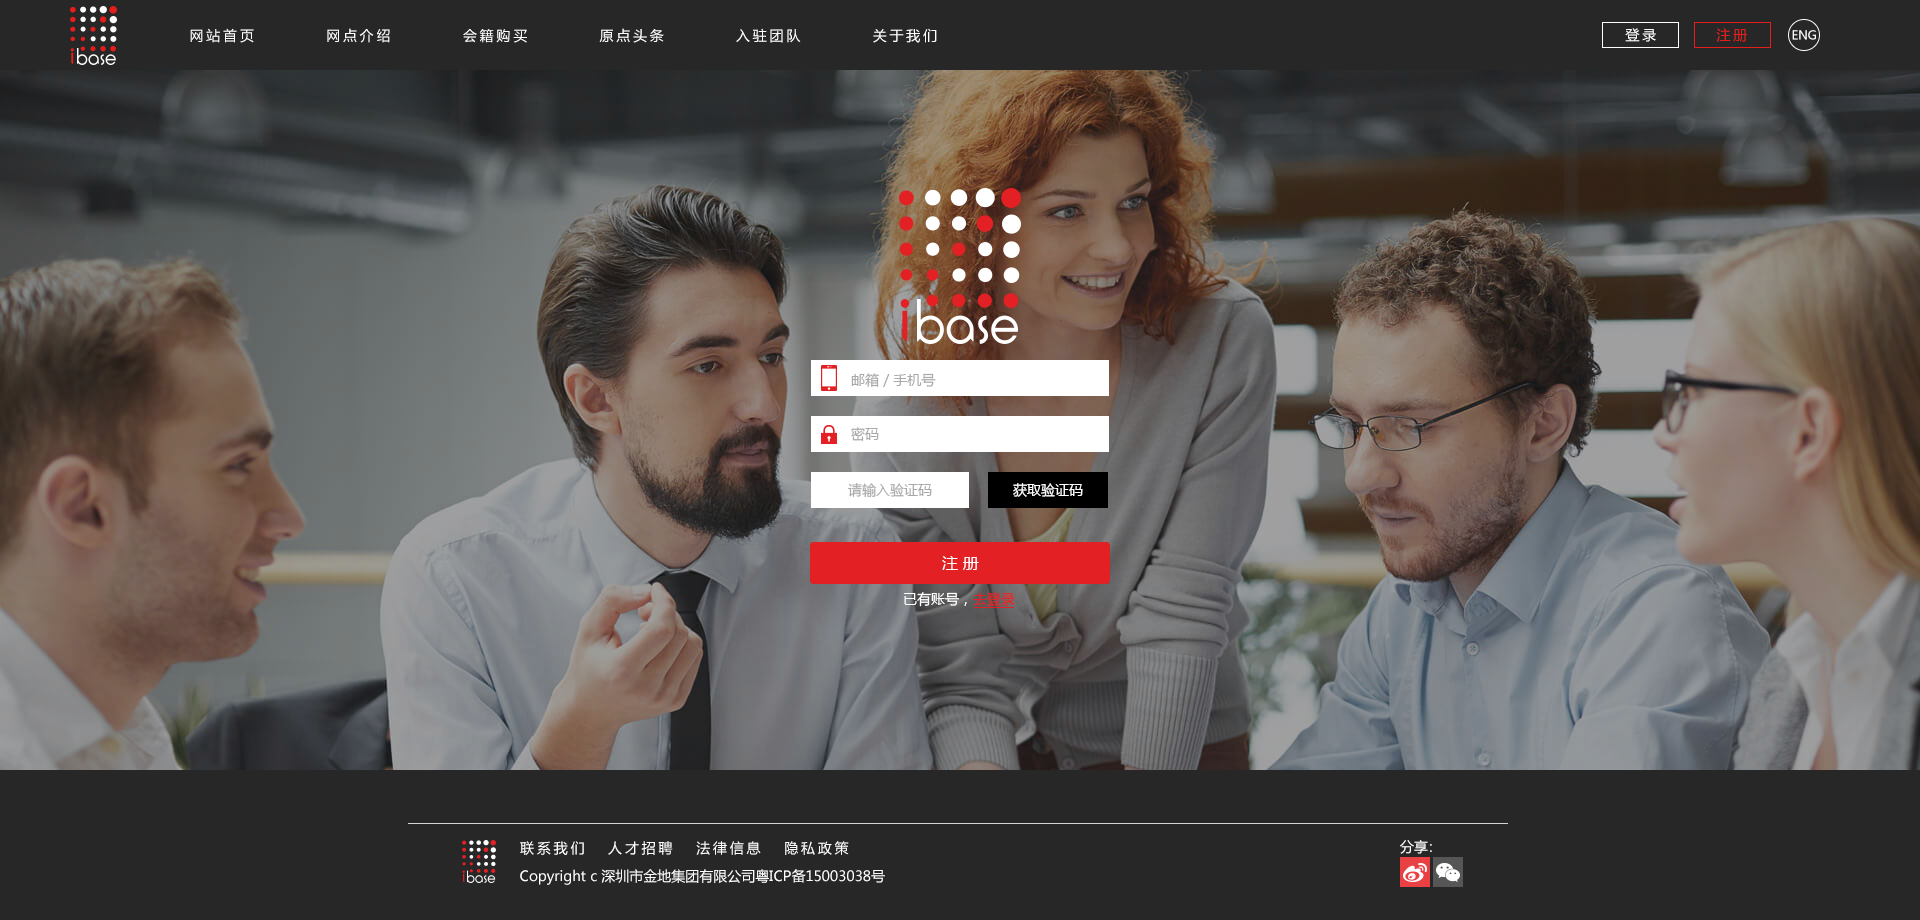 ibase
网站首页
网点介绍
会籍购买
原点头条
入驻团队
关于我们
登录
注册
ENG
ibase
邮箱 / 手机号
密码
请输入验证码
获取验证码
注 册
已有账号，去登录
ibase
联系我们 人才招聘 法律信息 隐私政策
Copyright c 深圳市金地集团有限公司粤ICP备15003038号
分享: